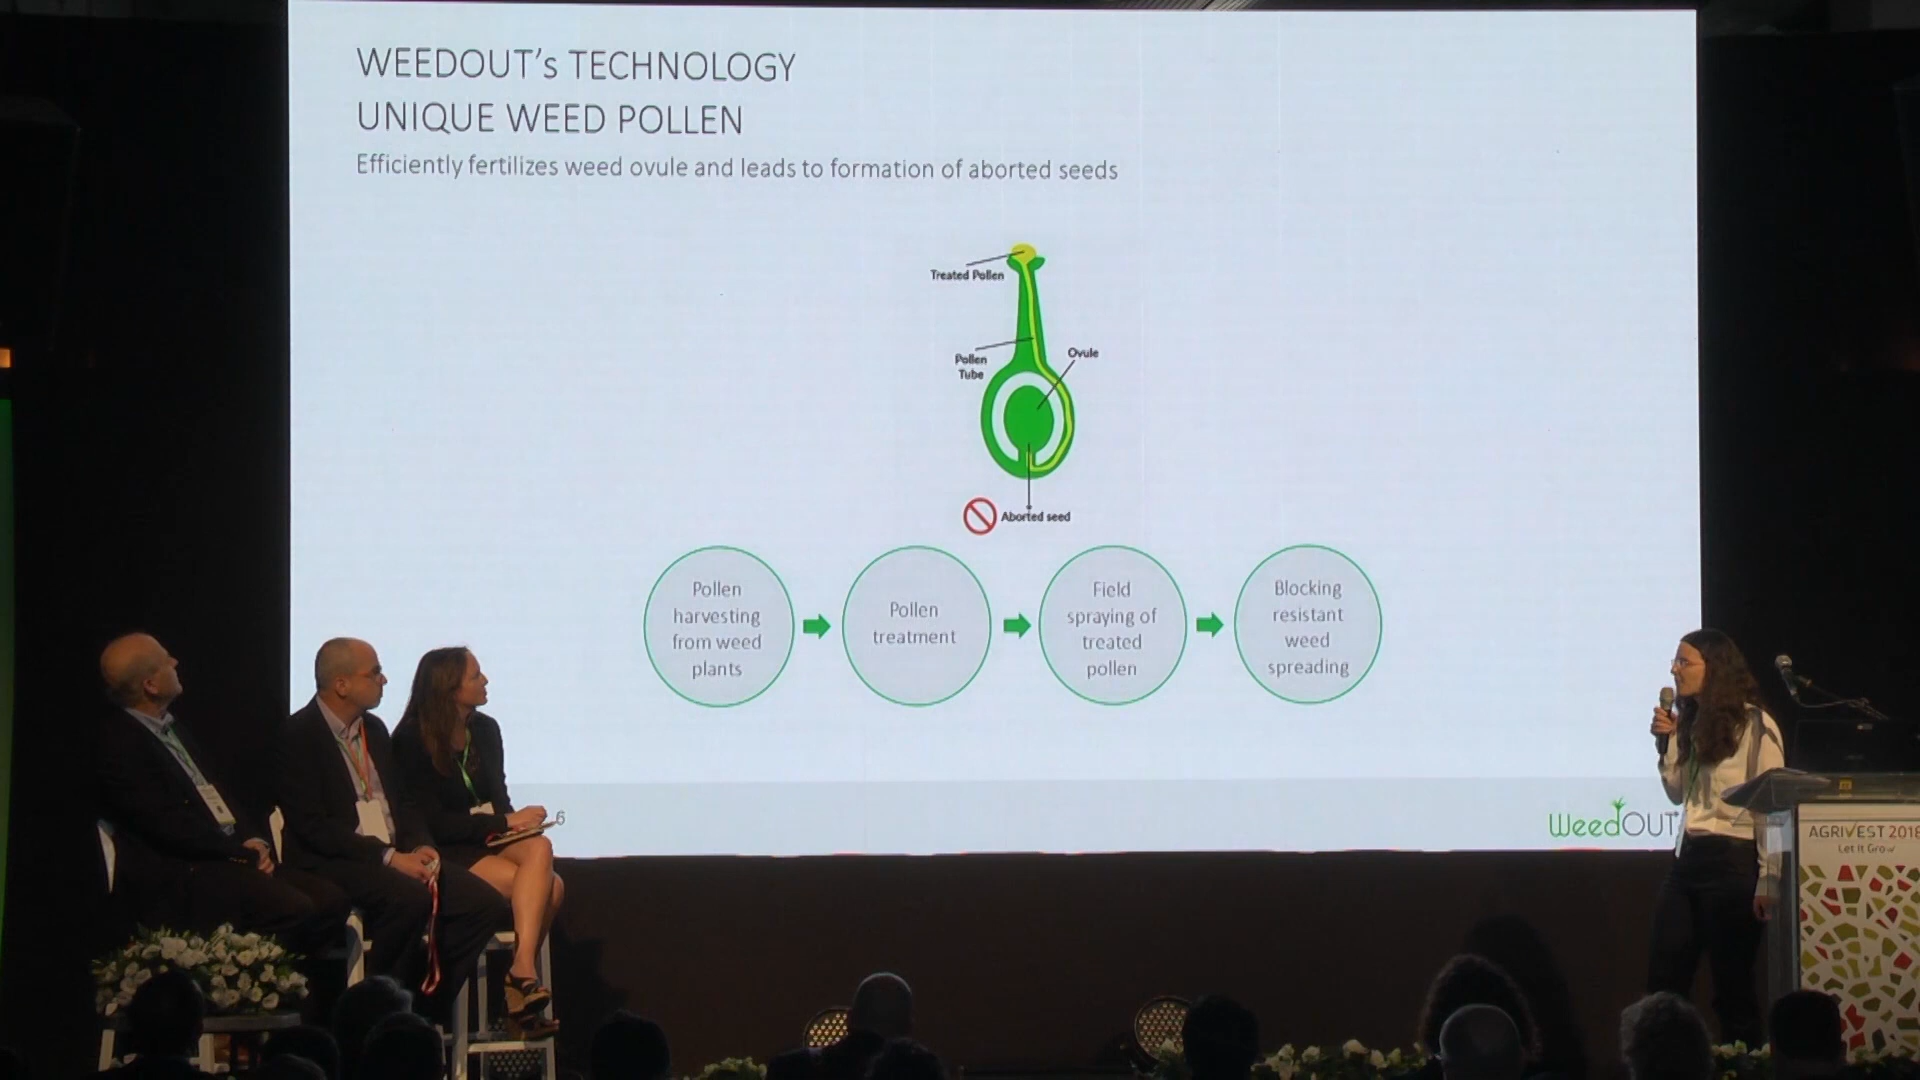 WEEDOUT's TECHNOLOGY
UNIQUE WEED POLLEN
Efficiently fertilizes weed ovule and leads to formation of aborted seeds
Treated Pollen
Pollen
Tube
Ovule
Aborted seed
Pollen
harvesting
from weed
plants
Pollen
treatment
Field
spraying of
treated
pollen
Blocking
resistant
weed
spreading
6
WeedOUT
AGRIVEST 2018
Let It Grow